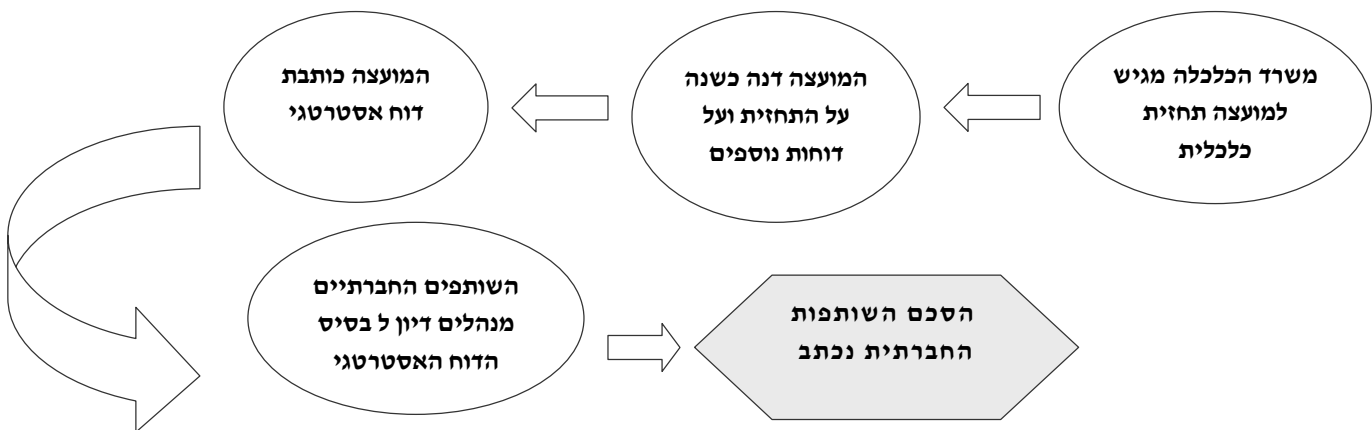 משרד הכלכלה מגיש
למועצה תחזית
כלכלית
המועצה דנה כשנה
על התחזית ועל
דוחות נוספים
המועצה כותבת
דוח אסטרטגי
השותפים החברתיים
מנהלים דיון ל בסיס
הדוח האסטרטגי
הסכם השותפות
החברתית נכתב